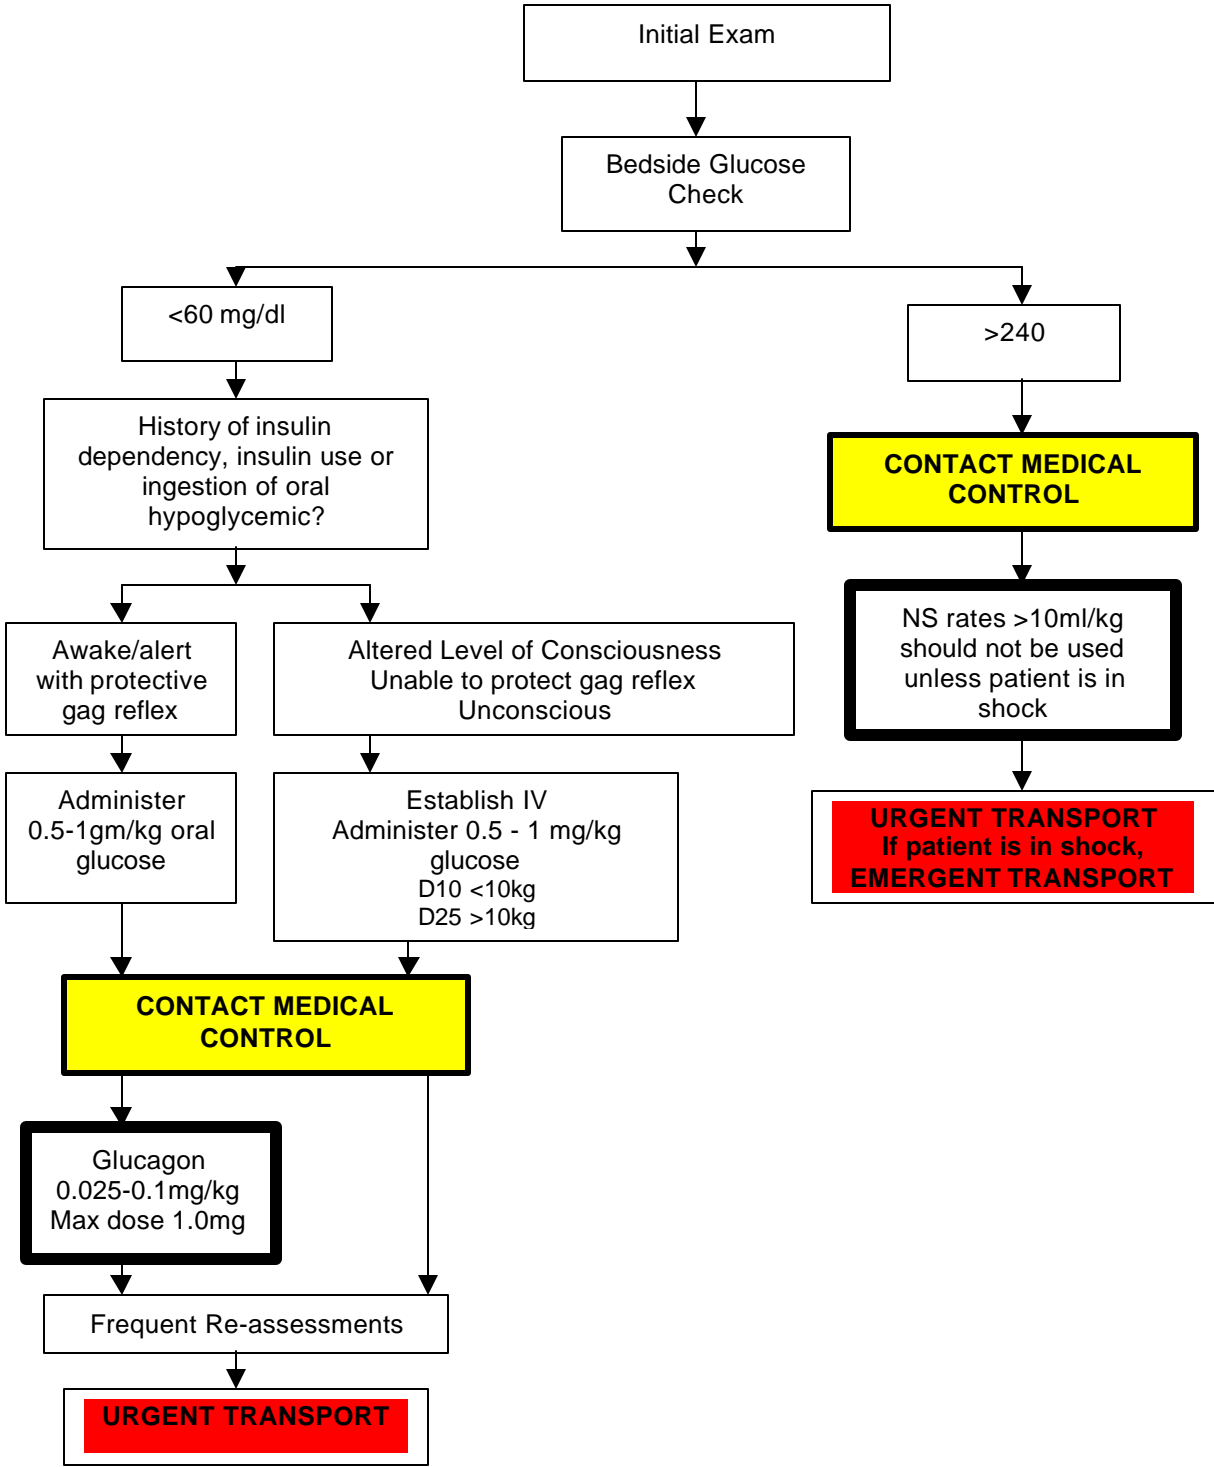 Initial Exam
Bedside Glucose
Check
<60 mg/dl
>240
History of insulin
dependency, insulin use or
ingestion of oral
hypoglycemic?
CONTACT MEDICAL
CONTROL
Awake/alert
with protective
gag reflex
Altered Level of Consciousness
Unable to protect gag reflex
Unconscious
NS rates >10ml/kg
should not be used
unless patient is in
shock
Administer
0.5-1gm/kg oral
glucose
Establish IV
Administer 0.5 - 1 mg/kg
glucose
D10 <10kg
D25 >10kg
URGENT TRANSPORT
If patient is in shock,
EMERGENT TRANSPORT
CONTACT MEDICAL
CONTROL
Glucagon
0.025-0.1mg/kg
Max dose 1.0mg
Frequent Re-assessments
URGENT TRANSPORT